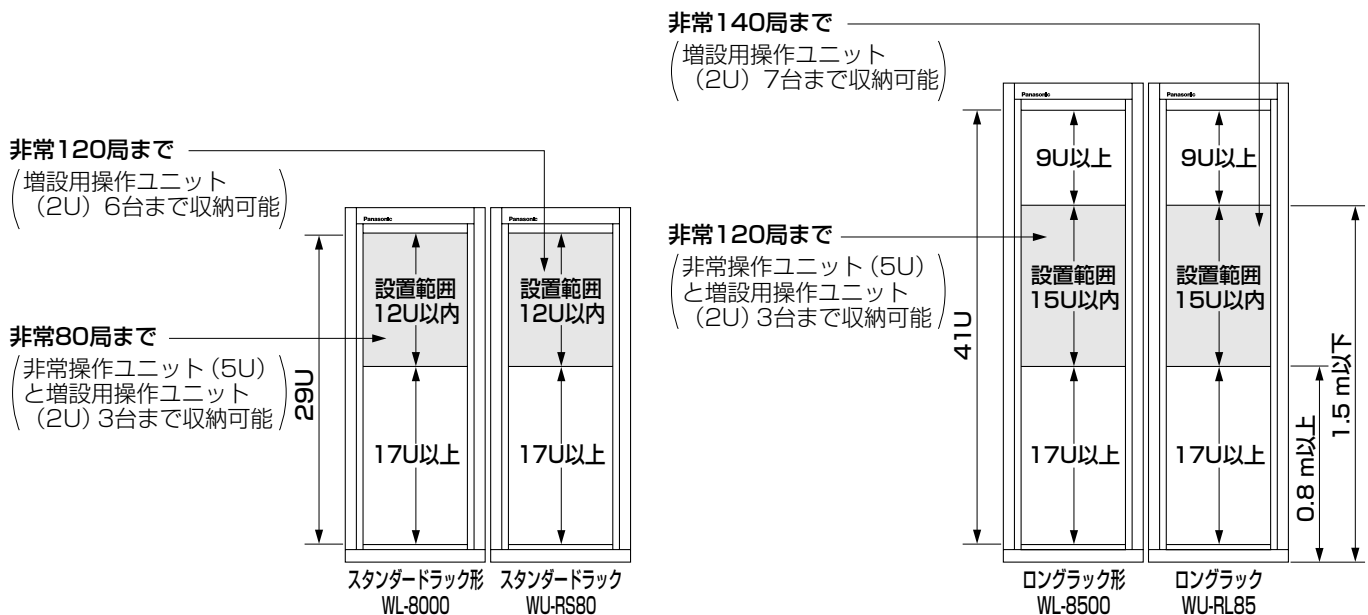 非常120局まで
増設用操作ユニット
(2U) 6台まで収納可能
非常80局まで
非常操作ユニット(5U)
と増設用操作ユニット
(2U) 3台まで収納可能
29U
Panasonic
設置範囲
12U以内
17U以上
スタンダードラック形
WL-8000
Panasonic
設置範囲
12U以内
17U以上
スタンダードラック
WU-RS80
非常140局まで
増設用操作ユニット
(2U) 7台まで収納可能
非常120局まで
非常操作ユニット(5U)
と増設用操作ユニット
(2U) 3台まで収納可能
41U
Panasonic
9U以上
設置範囲
15U以内
17U以上
ロングラック形
WL-8500
Panasonic
9U以上
設置範囲
15U以内
17U以上
ロングラック
WU-RL85
0.8 m以上
1.5 m以下